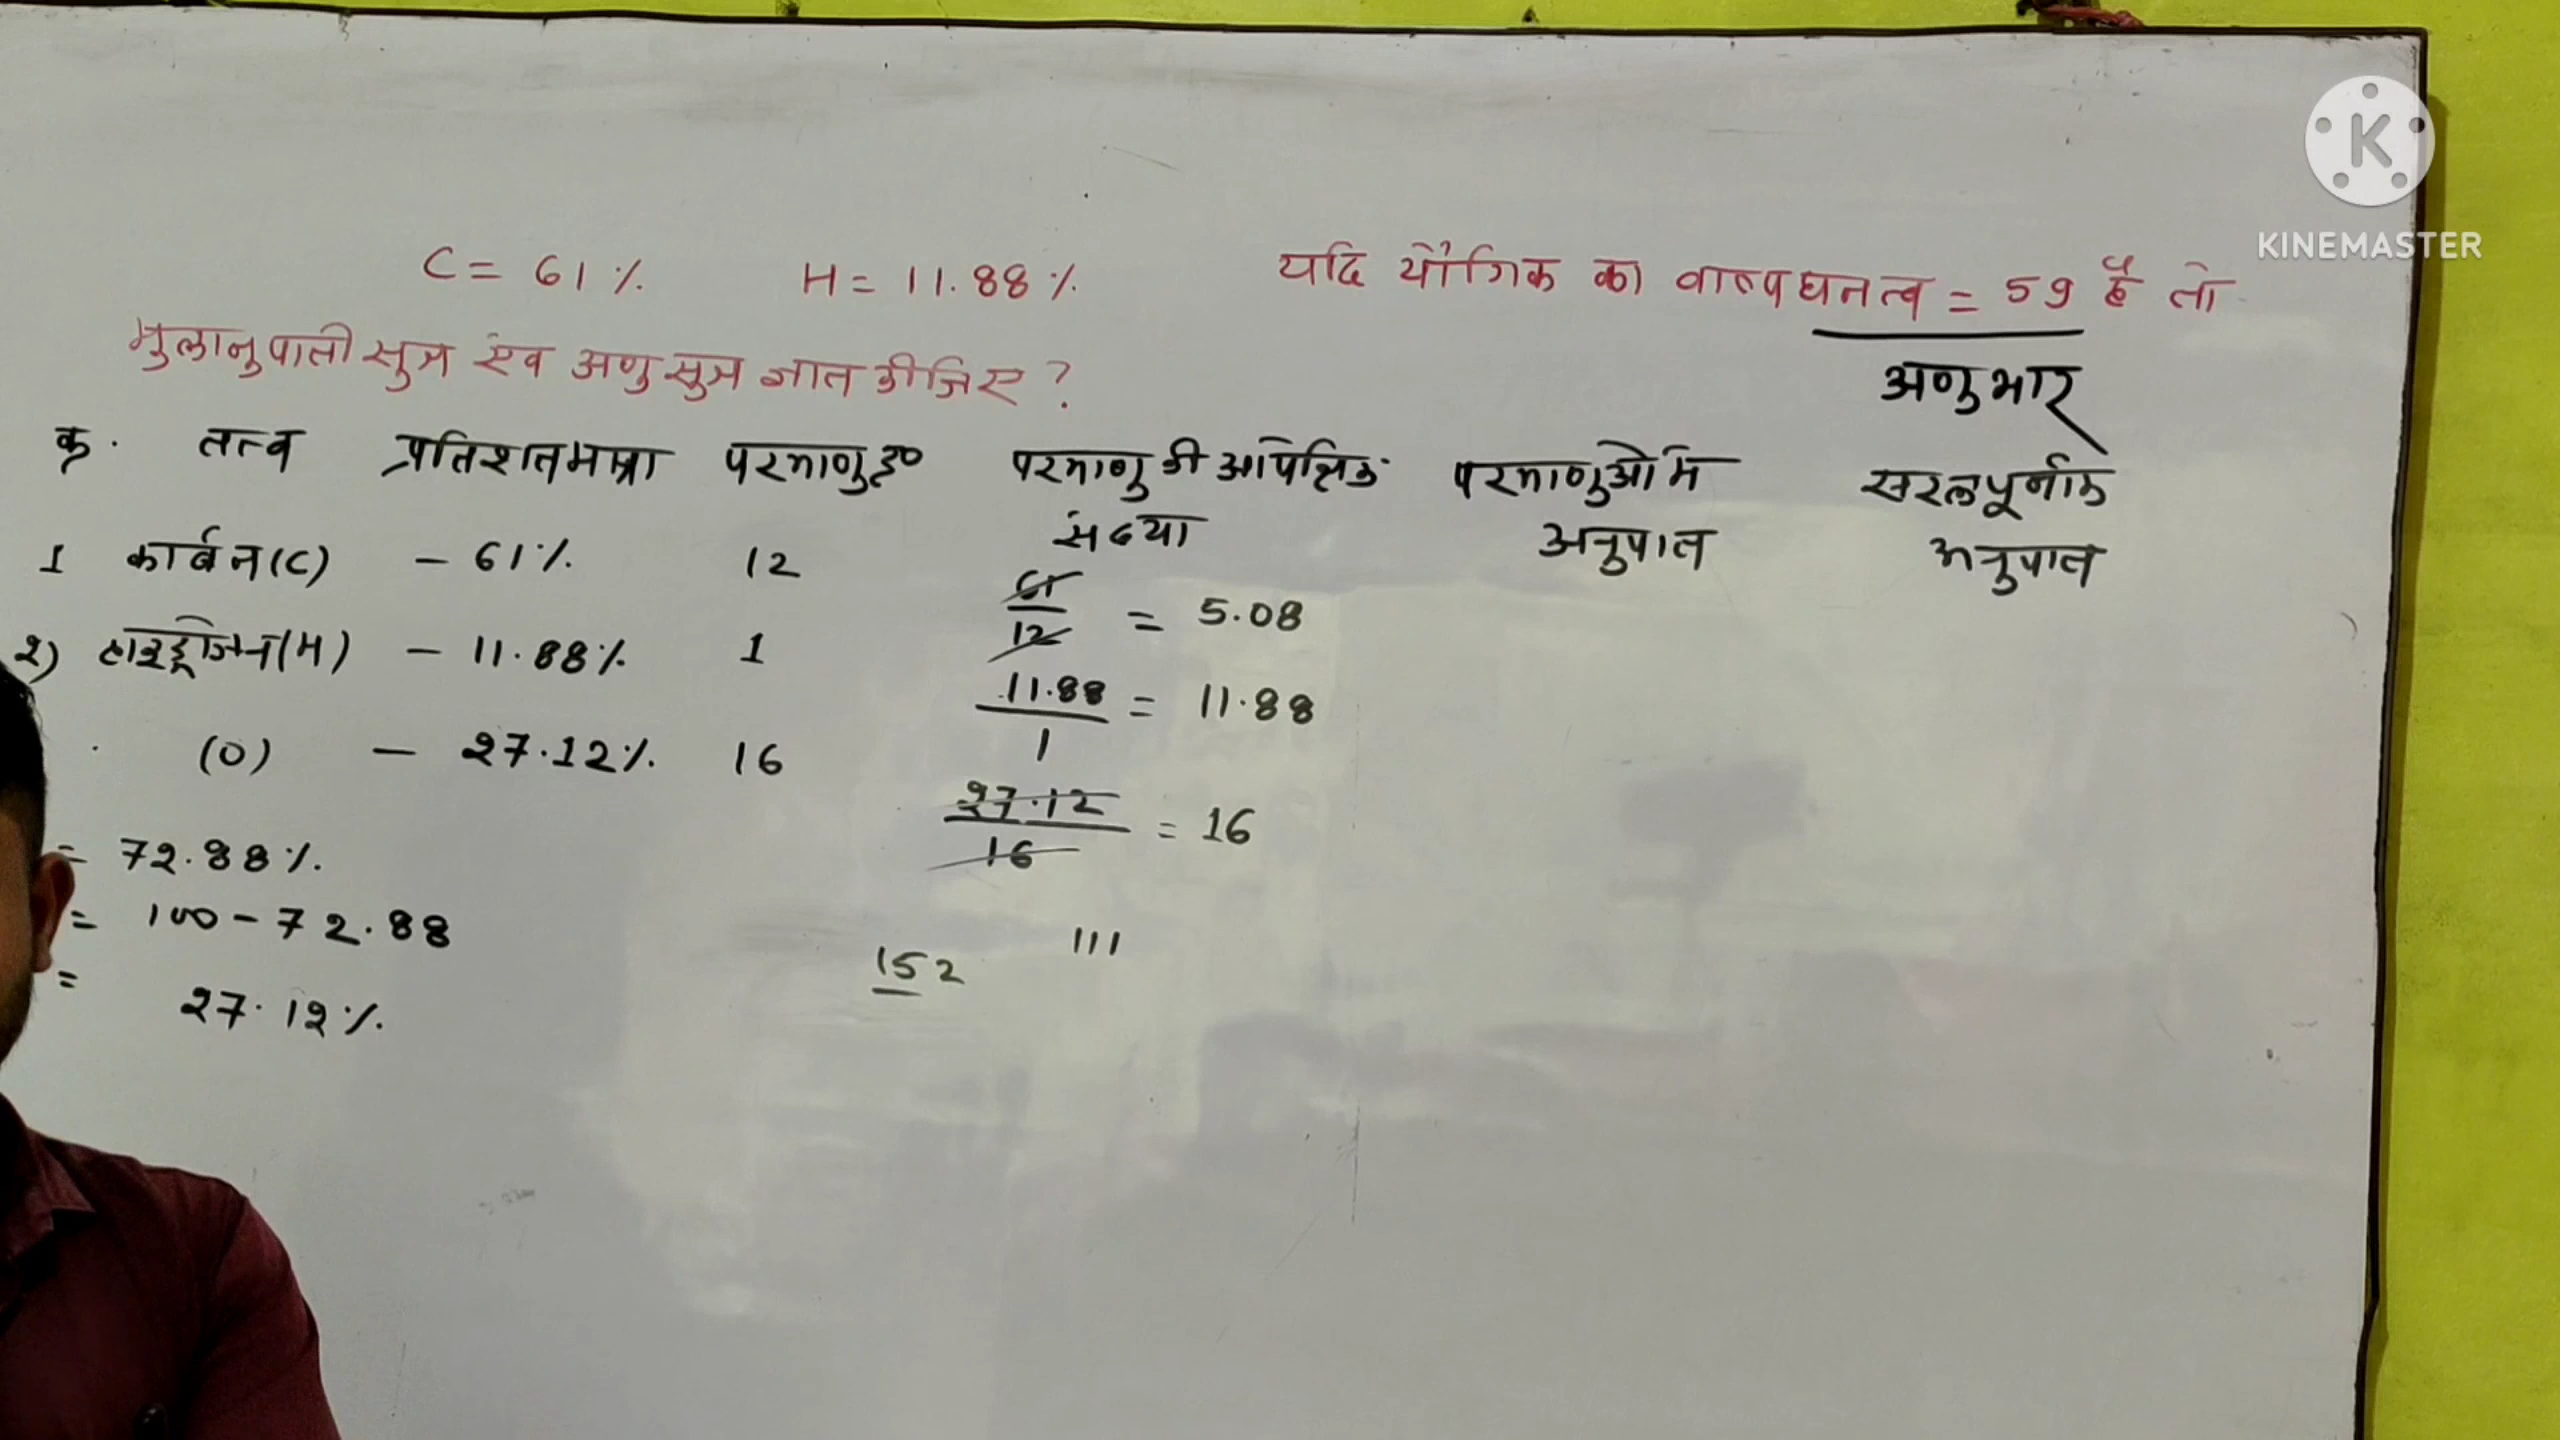 K
KINEMASTER
C = 61 % H = 11.88 % यदि यौगिक का वाष्पघनत्व = 59 है तो
मुलानुपाती सुत्र एंव अणुसुत्र ज्ञात कीजिए ?
अणुभार
क्र. तत्व प्रतिशतमात्रा परमाणु द्र० परमाणु की आपेक्षिक परमाणुओ मे सरलपूर्णांक
संख्या अनुपात अनुपात
1 कार्बन(C) – 61% 12 61/12 = 5.08
२) हाइड्रोजन(H) – 11.88% 1 11.88/1 = 11.88
(O) – 27.12% 16 27.12/16 = 16
= 72.88%
= 100 - 72.88
= 27.12%
152 111